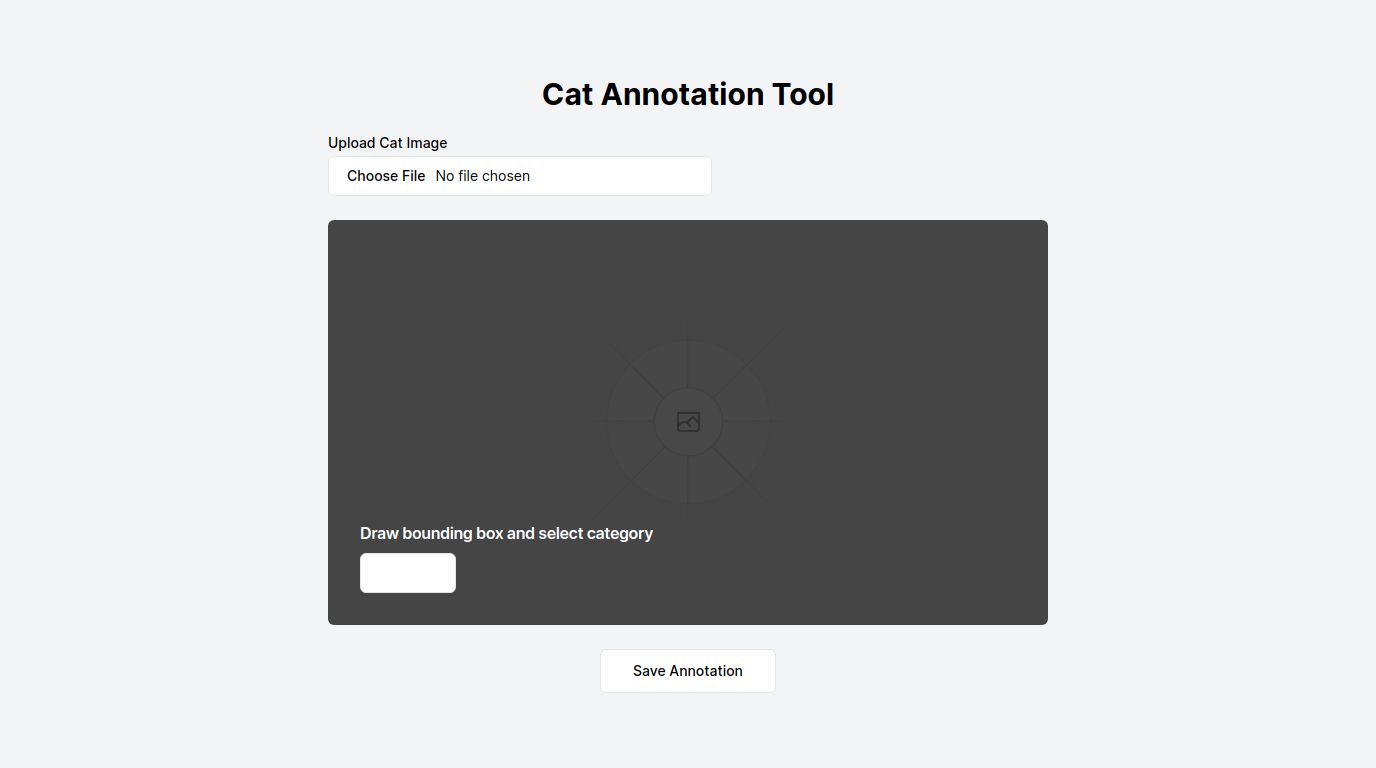 Cat Annotation Tool
Upload Cat Image
Choose File No file chosen
Draw bounding box and select category
Save Annotation